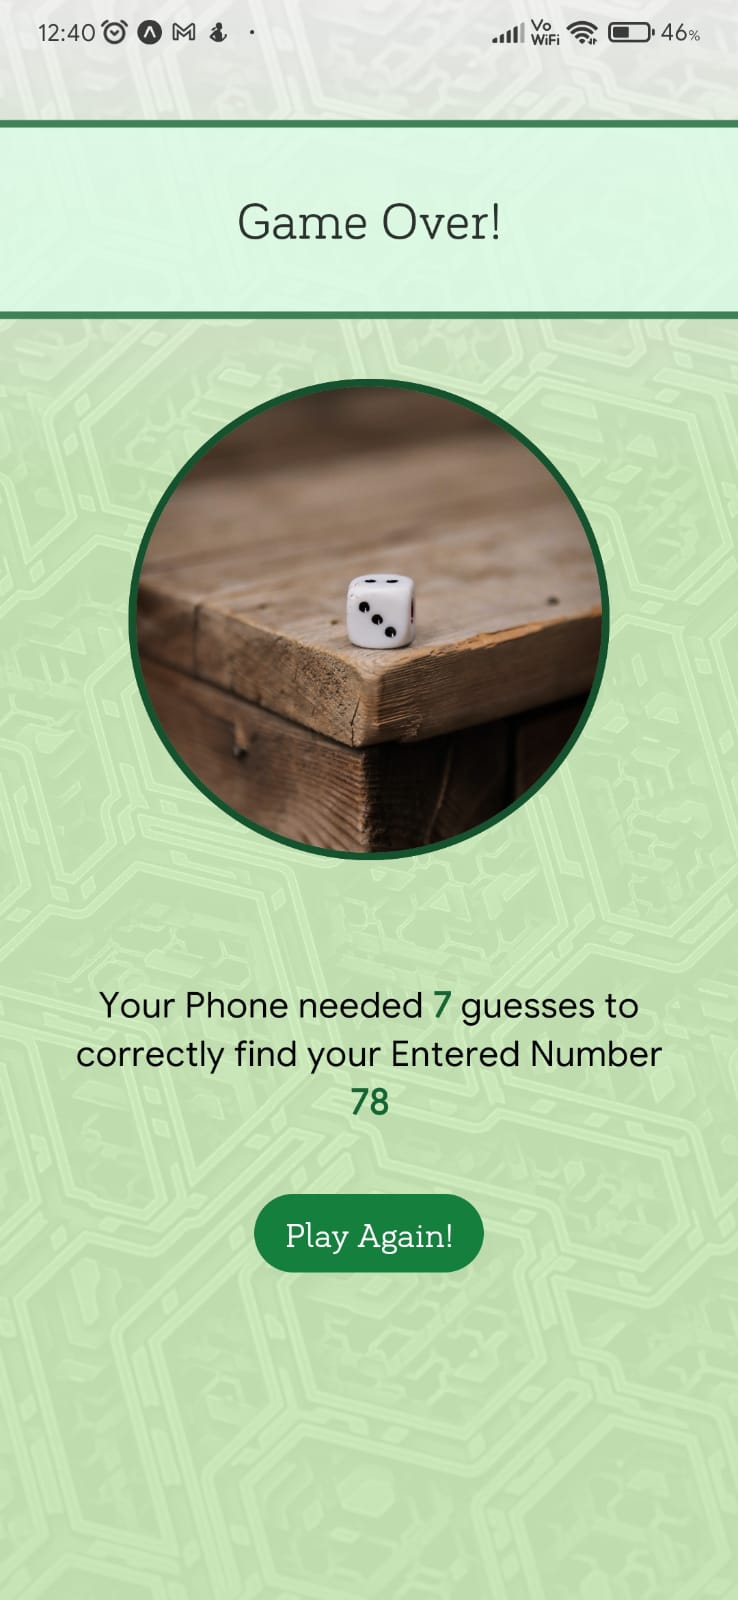 12:40 Vo WiFi 46%
Game Over!
Your Phone needed 7 guesses to
correctly find your Entered Number
78
Play Again!